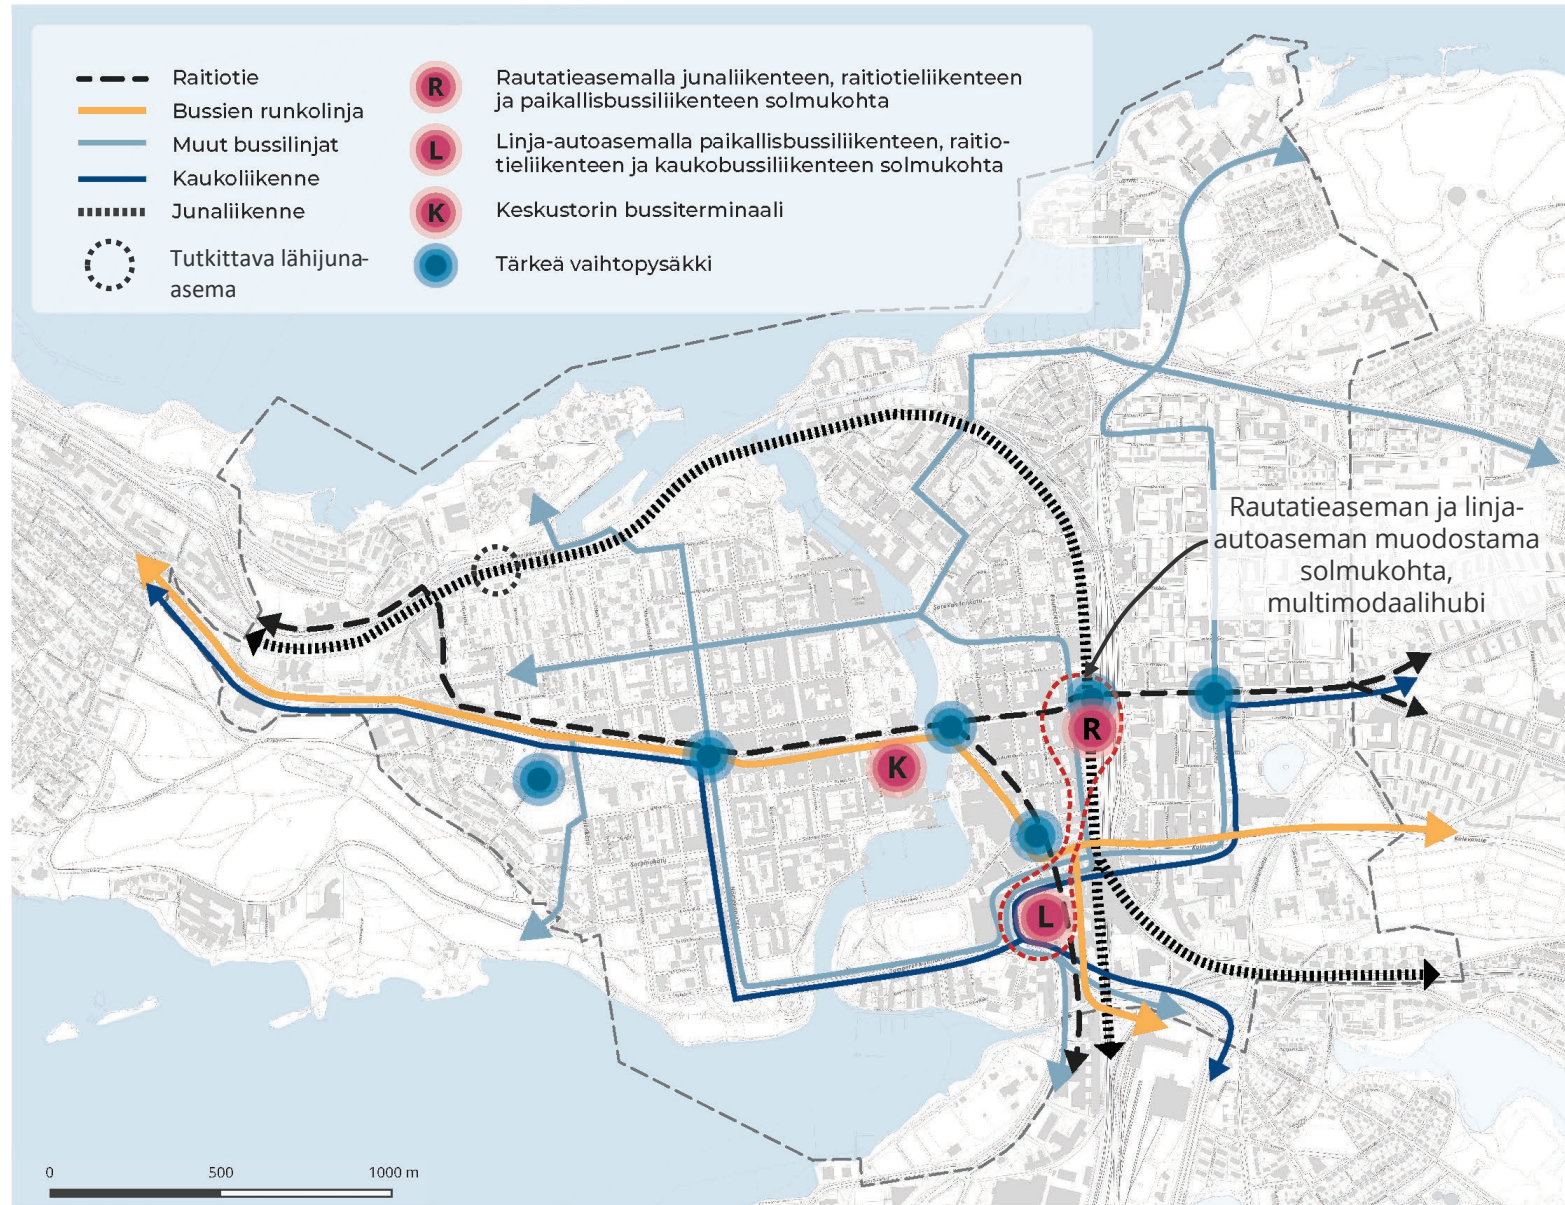 Raitiotie
Bussien runkolinja
Muut bussilinjat
Kaukoliikenne
Junaliikenne
Tutkittava lähijuna-
asema
R
Rautatieasemalla junaliikenteen, raitiotieliikenteen
ja paikallisbussiliikenteen solmukohta
L
Linja-autoasemalla paikallisbussiliikenteen, raitio-
tieliikenteen ja kaukobussiliikenteen solmukohta
K
Keskustorin bussiterminaali
Tärkeä vaihtopysäkki
Rautatieaseman ja linja-
autoaseman muodostama
solmukohta,
multimodaalihubi
R
K
L
0 500 1000 m